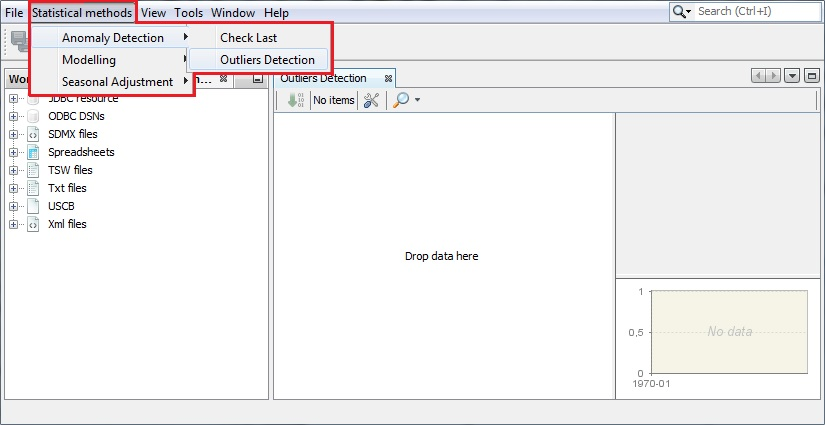 File Statistical methods View Tools Window Help Search (Ctrl+I)
Anomaly Detection Check Last
Modelling Outliers Detection
Seasonal Adjustment
Wor n... Outliers Detection
JDBC resource
ODBC DSNs
SDMX files
Spreadsheets
TSW files
Txt files
USCB
Xml files
No items
Drop data here
1
0,5
0
1970-01
No data